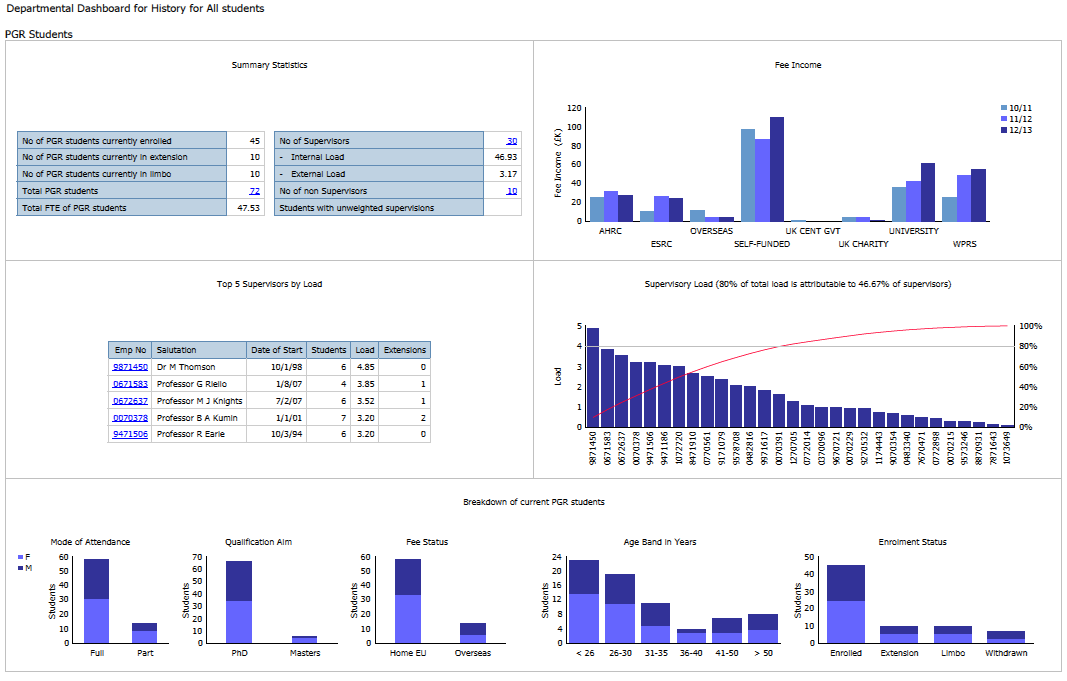 Departmental Dashboard for History for All students
PGR Students
Summary Statistics
No of PGR students currently enrolled 45
No of PGR students currently in extension 10
No of PGR students currently in limbo 10
Total PGR students 72
Total FTE of PGR students 47.53
No of Supervisors 30
- Internal Load 46.93
- External Load 3.17
No of non Supervisors 10
Students with unweighted supervisions
Fee Income
Fee Income (£K)
120
100
80
60
40
20
0
AHRC
ESRC
OVERSEAS
SELF-FUNDED
UK CENT GVT
UK CHARITY
UNIVERSITY
WPRS
10/11
11/12
12/13
Top 5 Supervisors by Load
Emp No Salutation Date of Start Students Load Extensions
9871450 Dr M Thomson 10/1/98 6 4.85 0
0671583 Professor G Riello 1/8/07 4 3.85 1
0672637 Professor M J Knights 7/2/07 6 3.52 1
0070378 Professor B A Kumin 1/1/01 7 3.20 2
9471506 Professor R Earle 10/3/94 6 3.20 0
Supervisory Load (80% of total load is attributable to 46.67% of supervisors)
Load
5
4
3
2
1
0
100%
80%
60%
40%
20%
0%
9871450
0671583
0672637
0070378
9471506
9471186
1072720
8471910
0770561
9171079
9578708
0482816
9971617
0070391
1270705
0772014
0370096
9670721
0070229
9270532
1174443
9070354
0483340
7670471
0772898
0070215
9573246
8870931
7871643
1073649
Breakdown of current PGR students
F
M
Mode of Attendance
Students
60
50
40
30
20
10
0
Full Part
Qualification Aim
Students
70
60
50
40
30
20
10
0
PhD Masters
Fee Status
Students
60
50
40
30
20
10
0
Home EU Overseas
Age Band in Years
Students
24
20
16
12
8
4
0
< 26 26-30 31-35 36-40 41-50 > 50
Enrolment Status
Students
50
40
30
20
10
0
Enrolled Extension Limbo Withdrawn